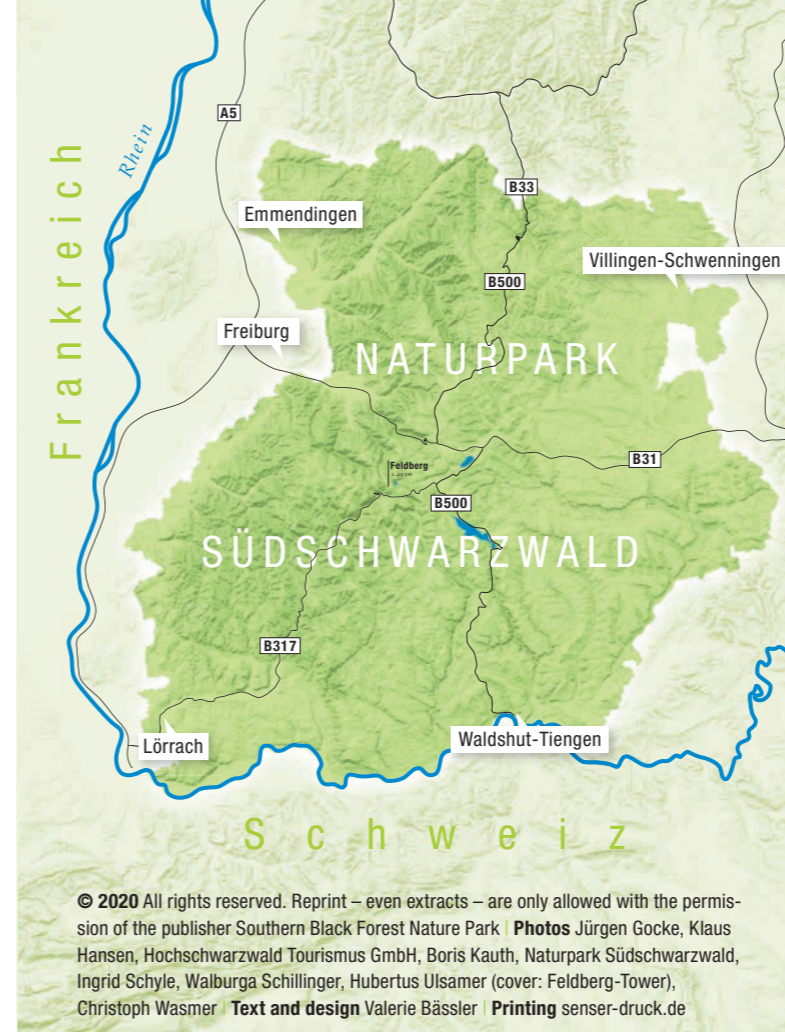 A5
Rhein
Frankreich
B33
Emmendingen
Villingen-Schwenningen
B500
Freiburg
NATURPARK
B31
Feldberg
B500
SÜDSCHWARZWALD
B317
Lörrach
Waldshut-Tiengen
Schweiz
© 2020 All rights reserved. Reprint – even extracts – are only allowed with the permis-
sion of the publisher Southern Black Forest Nature Park | Photos Jürgen Gocke, Klaus
Hansen, Hochschwarzwald Tourismus GmbH, Boris Kauth, Naturpark Südschwarzwald,
Ingrid Schyle, Walburga Schillinger, Hubertus Ulsamer (cover: Feldberg-Tower),
Christoph Wasmer | Text and design Valerie Bässler | Printing senser-druck.de